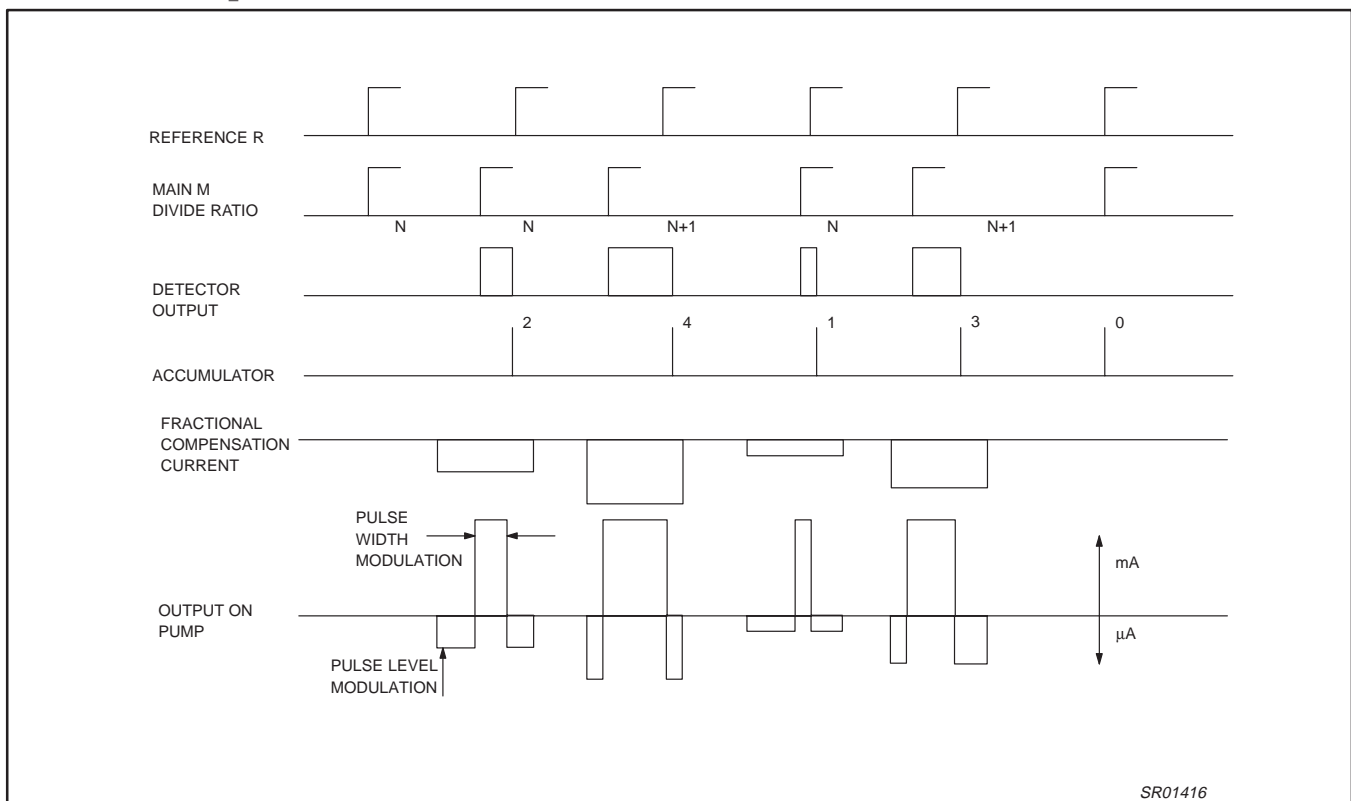 REFERENCE R
MAIN M
DIVIDE RATIO
N
N
N+1
N
N+1
DETECTOR
OUTPUT
2
4
1
3
0
ACCUMULATOR
FRACTIONAL
COMPENSATION
CURRENT
PULSE
WIDTH
MODULATION
mA
OUTPUT ON
PUMP
µA
PULSE LEVEL
MODULATION
SR01416